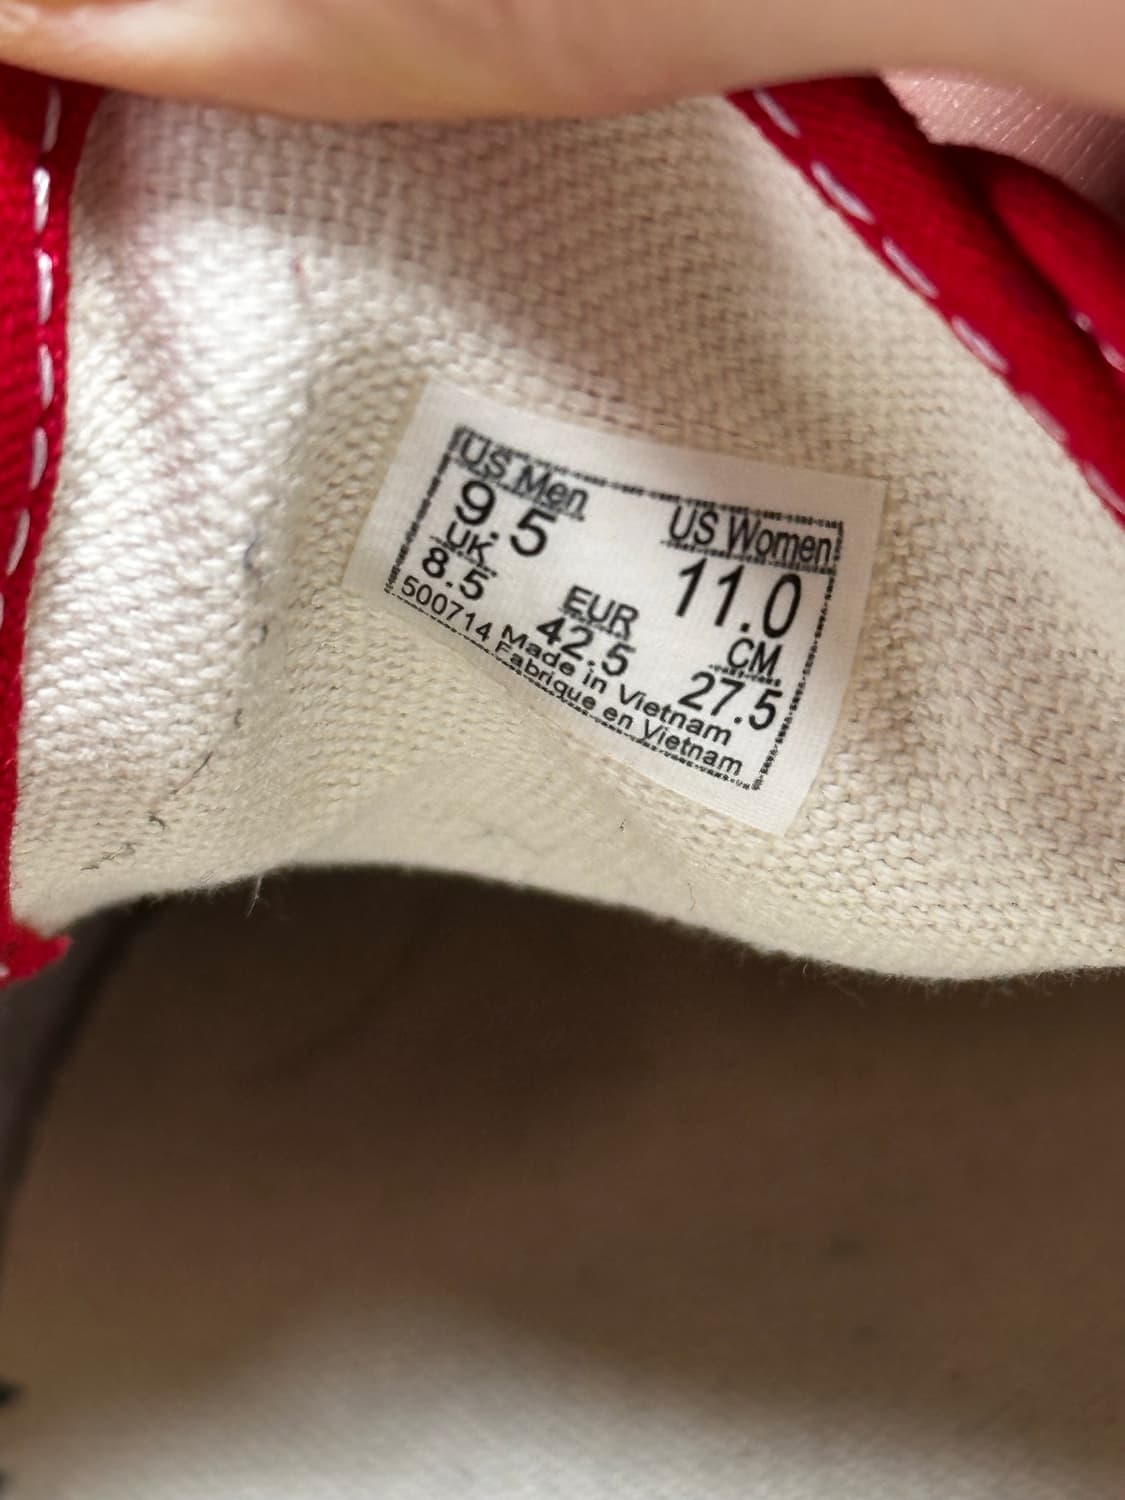 US Men US Women
9.5 11.0
UK EUR CM
8.5 42.5 27.5
500714 Made in Vietnam
Fabrique en Vietnam